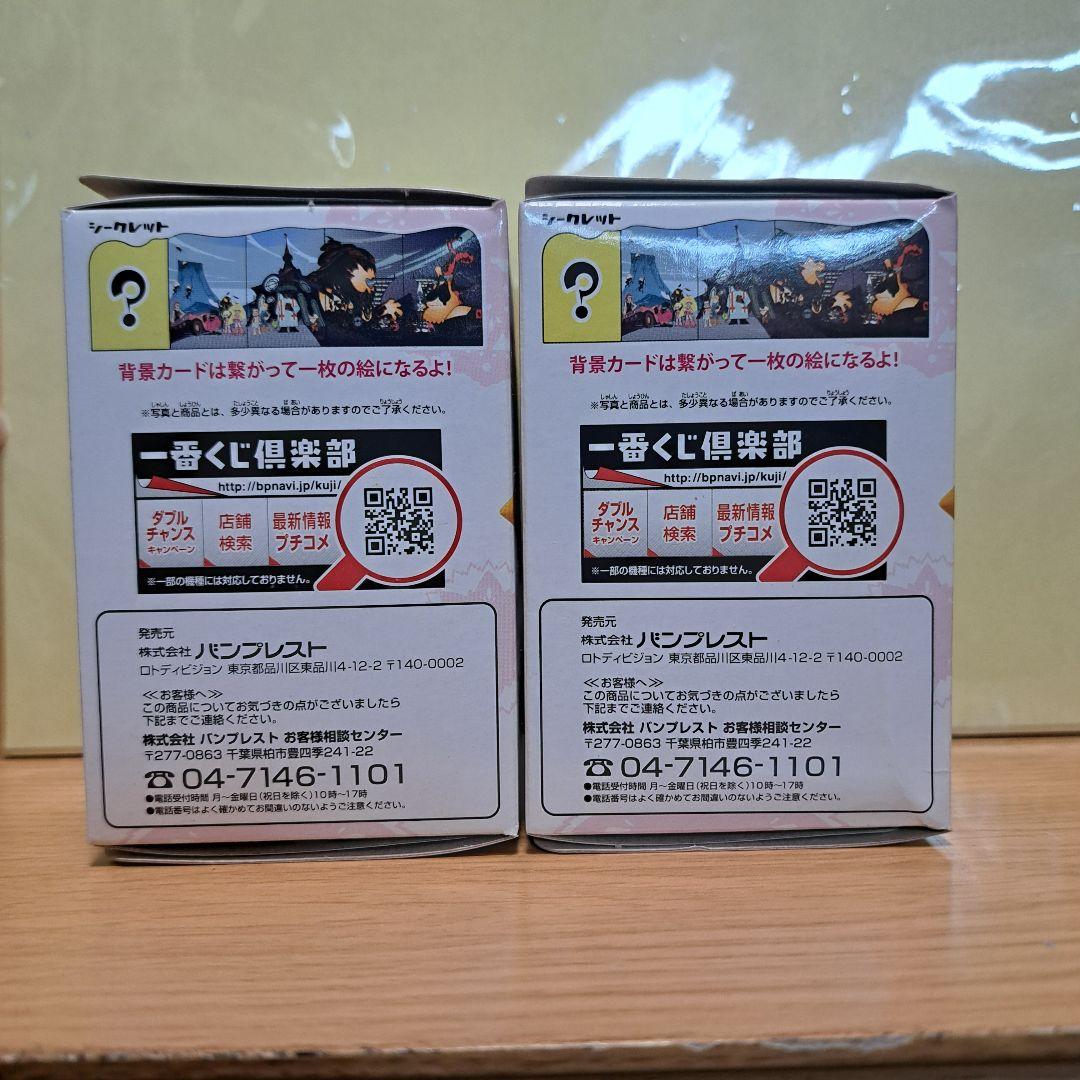 シークレット
?
背景カードは繋がって一枚の絵になるよ!
※写真と商品とは、多少異なる場合がありますのでご了承ください。
一番くじ倶楽部
http://bpnavi.jp/kuji/
ダブル
チャンス
キャンペーン
店舗
検索
最新情報
プチコメ
※一部の機種には対応しておりません。
発売元
株式会社 バンプレスト
ロトディビジョン 東京都品川区東品川4-12-2 〒140-0002
≪お客様へ≫
この商品についてお気づきの点がございましたら
下記までご連絡ください。
株式会社 バンプレスト お客様相談センター
〒277-0863 千葉県柏市豊四季241-22
☎04-7146-1101
●電話受付時間 月〜金曜日(祝日を除く)10時〜17時
●電話番号はよく確かめてお間違いのないようご注意ください。
シークレット
?
背景カードは繋がって一枚の絵になるよ!
※写真と商品とは、多少異なる場合がありますのでご了承ください。
一番くじ倶楽部
http://bpnavi.jp/kuji/
ダブル
チャンス
キャンペーン
店舗
検索
最新情報
プチコメ
※一部の機種には対応しておりません。
発売元
株式会社 バンプレスト
ロトディビジョン 東京都品川区東品川4-12-2 〒140-0002
≪お客様へ≫
この商品についてお気づきの点がございましたら
下記までご連絡ください。
株式会社 バンプレスト お客様相談センター
〒277-0863 千葉県柏市豊四季241-22
☎04-7146-1101
●電話受付時間 月〜金曜日(祝日を除く)10時〜17時
●電話番号はよく確かめてお間違いのないようご注意ください。